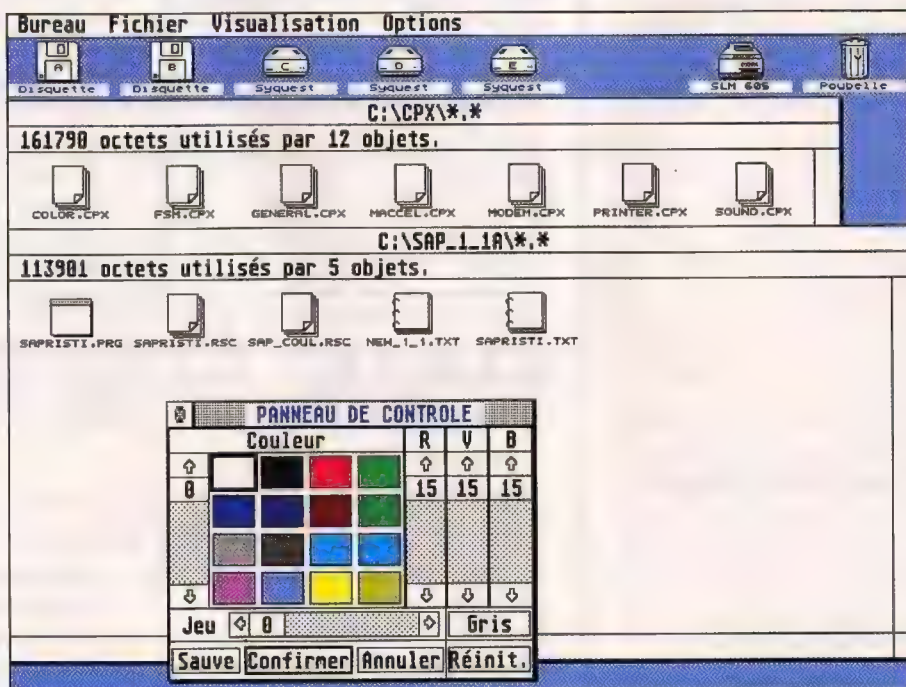 Bureau Fichier Visualisation Options
A B C D E
Disquette Disquette Syquest Syquest Syquest SLM 605 Poubelle
C:\CPX\*.*
161790 octets utilisés par 12 objets.
COLOR.CPX FSM.CPX GENERAL.CPX MACCEL.CPX MODEM.CPX PRINTER.CPX SOUND.CPX
C:\SAP_1_1A\*.*
113901 octets utilisés par 5 objets.
SAPRISTI.PRG SAPRISTI.RSC SAP_COUL.RSC NEW_1_1.TXT SAPRISTI.TXT
PANNEAU DE CONTROLE
Couleur R V B
0 15 15 15
Jeu 0 Gris
Sauve Confirmer Annuler Réinit.